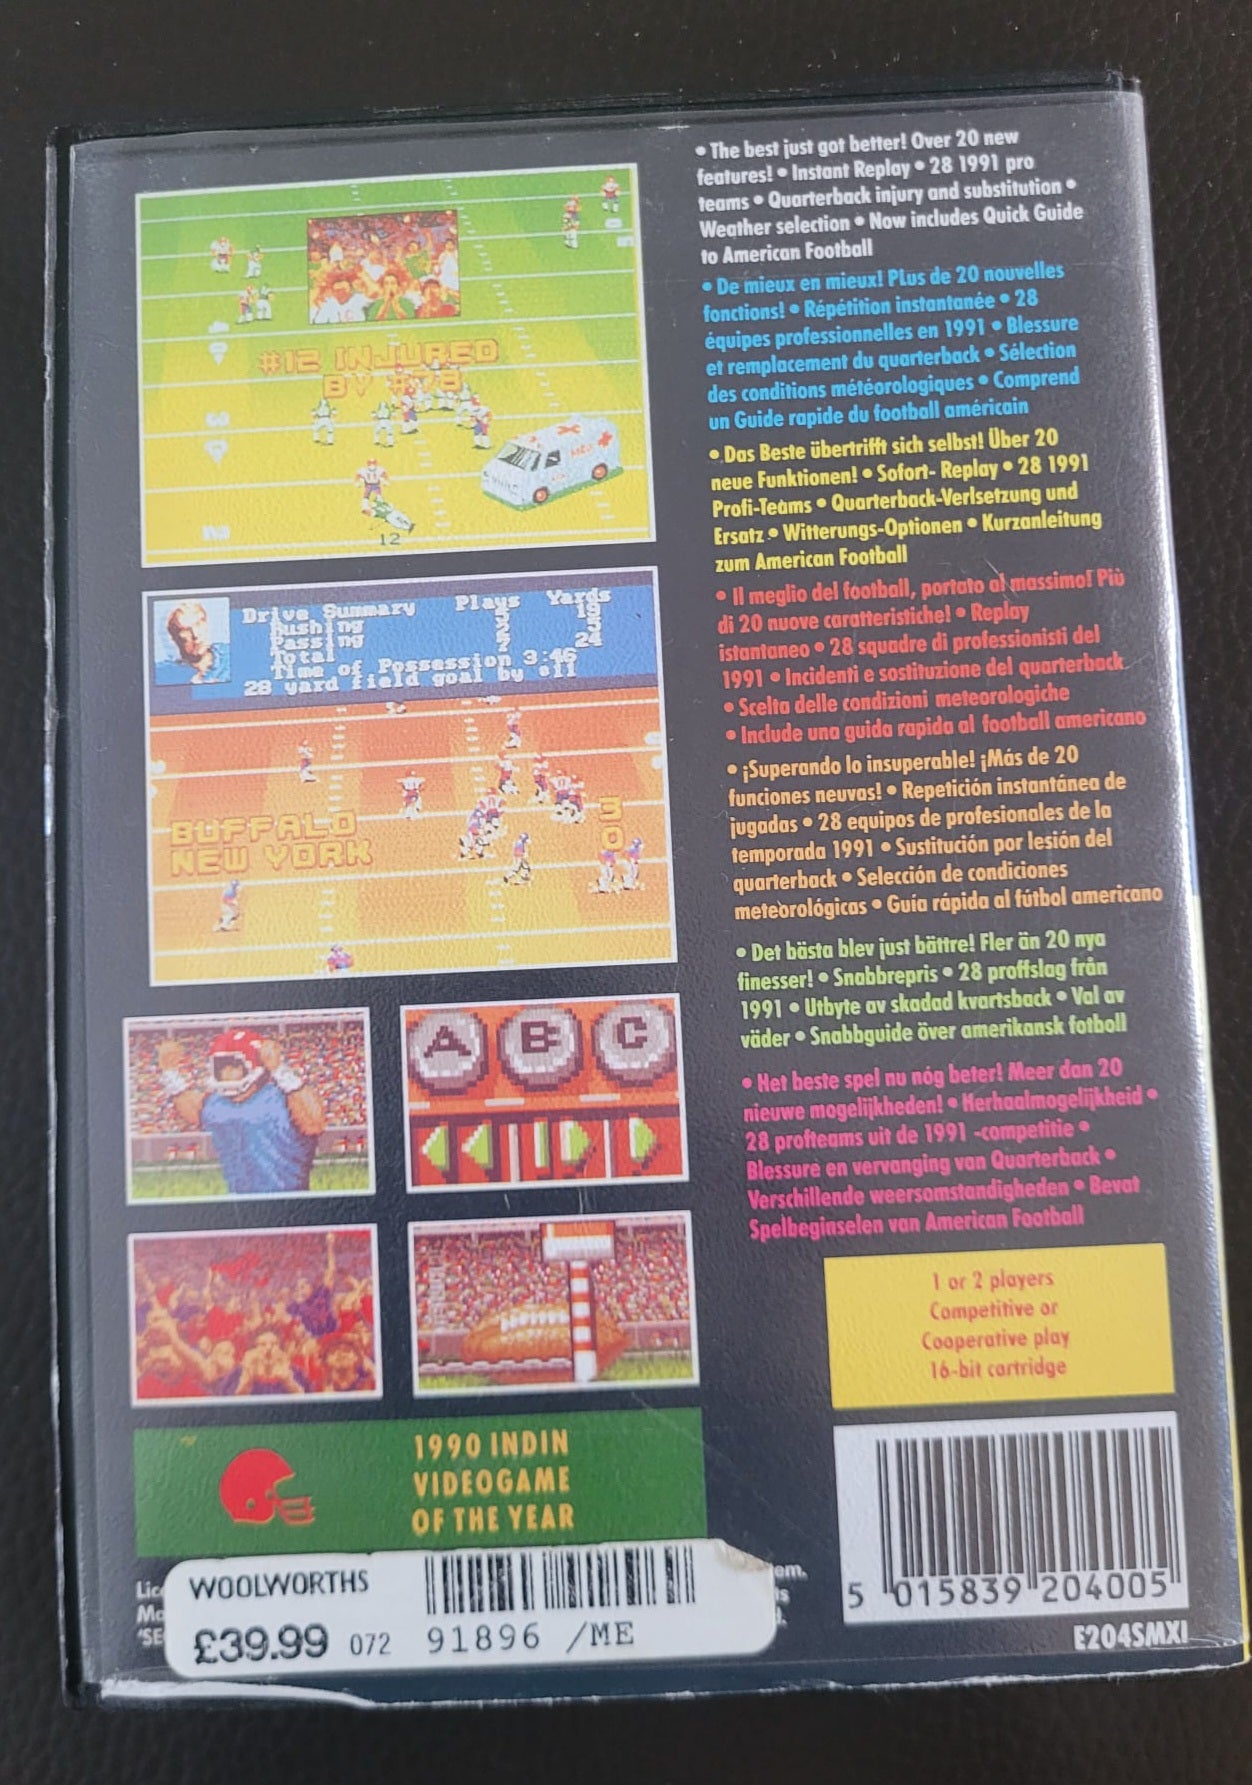 • The best just got better! Over 20 new
features! • Instant Replay • 28 1991 pro
teams • Quarterback injury and substitution •
Weather selection • Now includes Quick Guide
to American Football
• De mieux en mieux! Plus de 20 nouvelles
fonctions! • Répétition instantanée • 28
équipes professionnelles en 1991 • Blessure
et remplacement du quarterback • Sélection
des conditions météorologiques • Comprend
un Guide rapide du football américain
• Das Beste übertrifft sich selbst! Über 20
neue Funktionen! • Sofort- Replay • 28 1991
Profi-Teams • Quarterback-Verlsetzung und
Ersatz • Witterungs-Optionen • Kurzanleitung
zum American Football
• Il meglio del football, portato al massimo! Più
di 20 nuove caratteristiche! • Replay
istantaneo • 28 squadre di professionisti del
1991 • Incidenti e sostituzione del quarterback
• Scelta delle condizioni meteorologiche
• Include una guida rapida al football americano
• ¡Superando lo insuperable! ¡Más de 20
funciones neuvas! • Repetición instantánea de
jugadas • 28 equipos de profesionales de la
temporada 1991 • Sustitución por lesión del
quarterback • Selección de condiciones
meteorológicas • Guía rápida al fútbol americano
• Det bästa blev just bättre! Fler än 20 nya
finesser! • Snabbrepris • 28 proffslag från
1991 • Utbyte av skadad kvartsback • Val av
väder • Snabbguide över amerikansk fotboll
• Het beste spel nu nóg beter! Meer dan 20
nieuwe mogelijkheden! • Herhaalmogelijkheid •
28 profteams uit de 1991 -competitie •
Blessure en vervanging van Quarterback •
Verschillende weersomstandigheden • Bevat
Spelbeginselen van American Football
#12 INJURED
BY #78
12
Drive Summary Plays Yards
Rushing 19
Passing
Total 24
Time of Possession 3:46
28 yard field goal by #11
BUFFALO 3
NEW YORK 0
A B C
1 or 2 players
Competitive or
Cooperative play
16-bit cartridge
1990 INDIN
VIDEOGAME
OF THE YEAR
WOOLWORTHS
£39.99 072 91896 /ME
5 015839 204005
E204SMXI